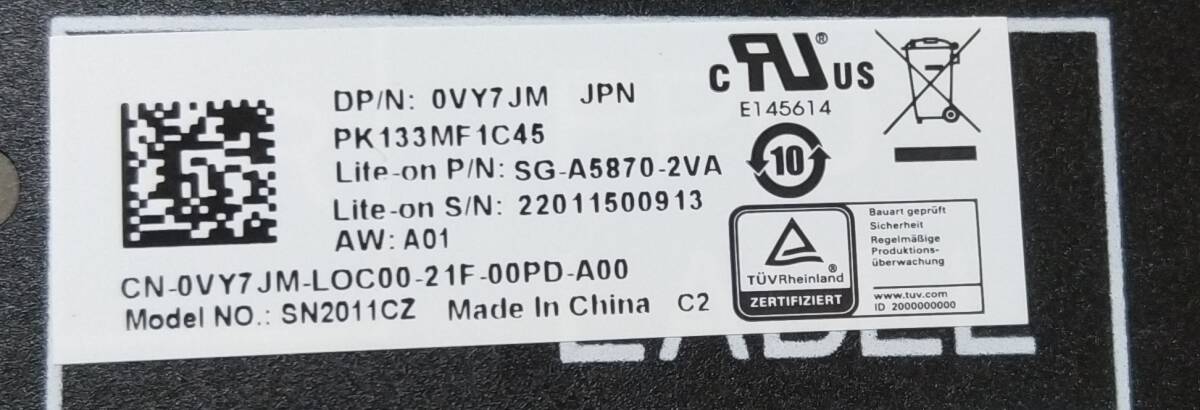 DP/N: 0VY7JM JPN
PK133MF1C45
Lite-on P/N: SG-A5870-2VA
Lite-on S/N: 22011500913
AW: A01
CN-0VY7JM-LOC00-21F-00PD-A00
Model NO.: SN2011CZ Made In China C2
c RU® US
E145614
10
TÜVRheinland®
ZERTIFIZIERT
Bauart geprüft
Sicherheit
Regelmäßige
Produktions-
überwachung
www.tuv.com
ID 2000000000
LABEL